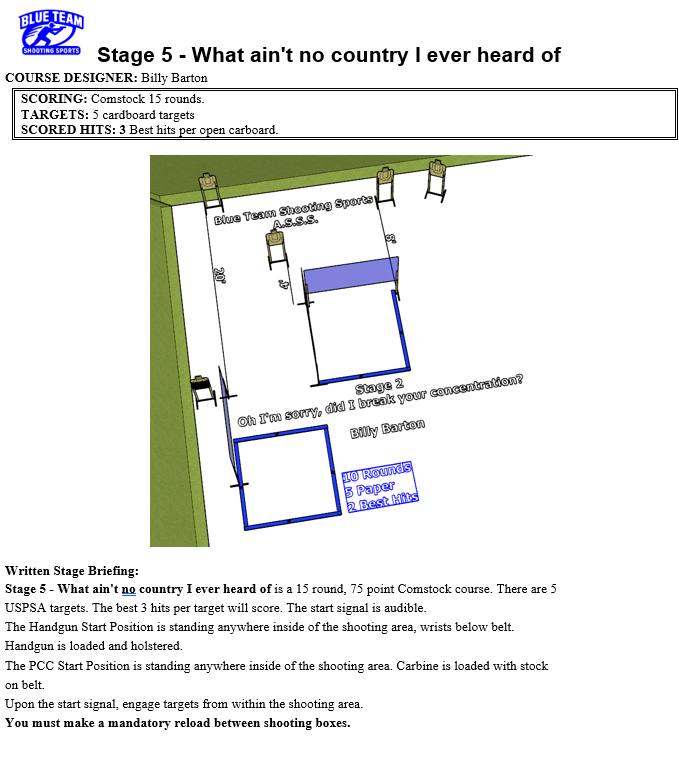 BLUE TEAM
SHOOTING SPORTS
Stage 5 - What ain't no country I ever heard of
COURSE DESIGNER: Billy Barton
SCORING: Comstock 15 rounds.
TARGETS: 5 cardboard targets
SCORED HITS: 3 Best hits per open carboard.
Blue Team Shooting Sports
A.S.S.S.
8'
20'
4'
Stage 2
Oh I'm sorry, did I break your concentration?
Billy Barton
10 Rounds
5 Paper
2 Best Hits
Written Stage Briefing:
Stage 5 - What ain't no country I ever heard of is a 15 round, 75 point Comstock course. There are 5
USPSA targets. The best 3 hits per target will score. The start signal is audible.
The Handgun Start Position is standing anywhere inside of the shooting area, wrists below belt.
Handgun is loaded and holstered.
The PCC Start Position is standing anywhere inside of the shooting area. Carbine is loaded with stock
on belt.
Upon the start signal, engage targets from within the shooting area.
You must make a mandatory reload between shooting boxes.